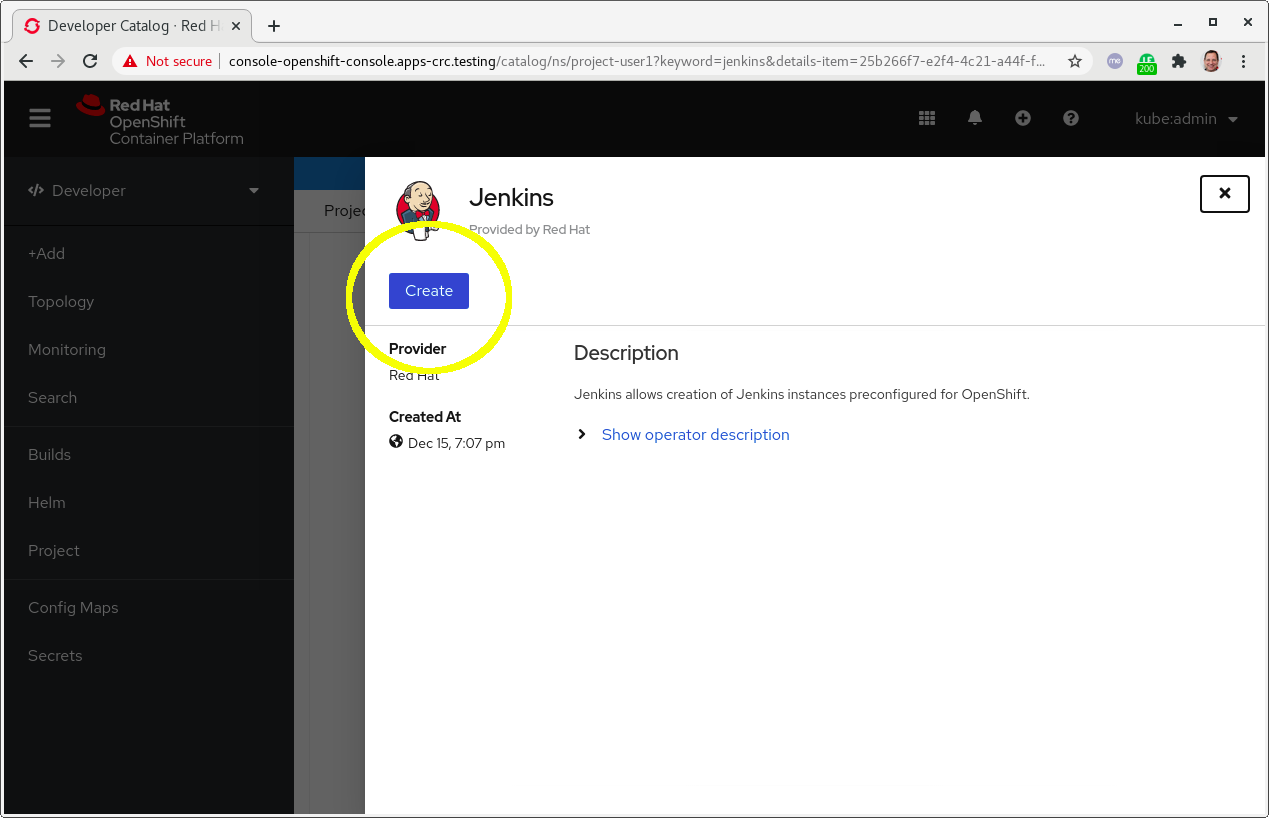 Developer Catalog · Red H
Not secure
console-openshift-console.apps-crc.testing/catalog/ns/project-user1?keyword=jenkins&details-item=25b266f7-e2f4-4c21-a44f-f...
me
200
Red Hat
OpenShift
Container Platform
kube:admin
Developer
+Add
Topology
Monitoring
Search
Builds
Helm
Project
Config Maps
Secrets
Projec
Jenkins
Provided by Red Hat
Create
Provider
Red Hat
Created At
Dec 15, 7:07 pm
Description
Jenkins allows creation of Jenkins instances preconfigured for OpenShift.
Show operator description